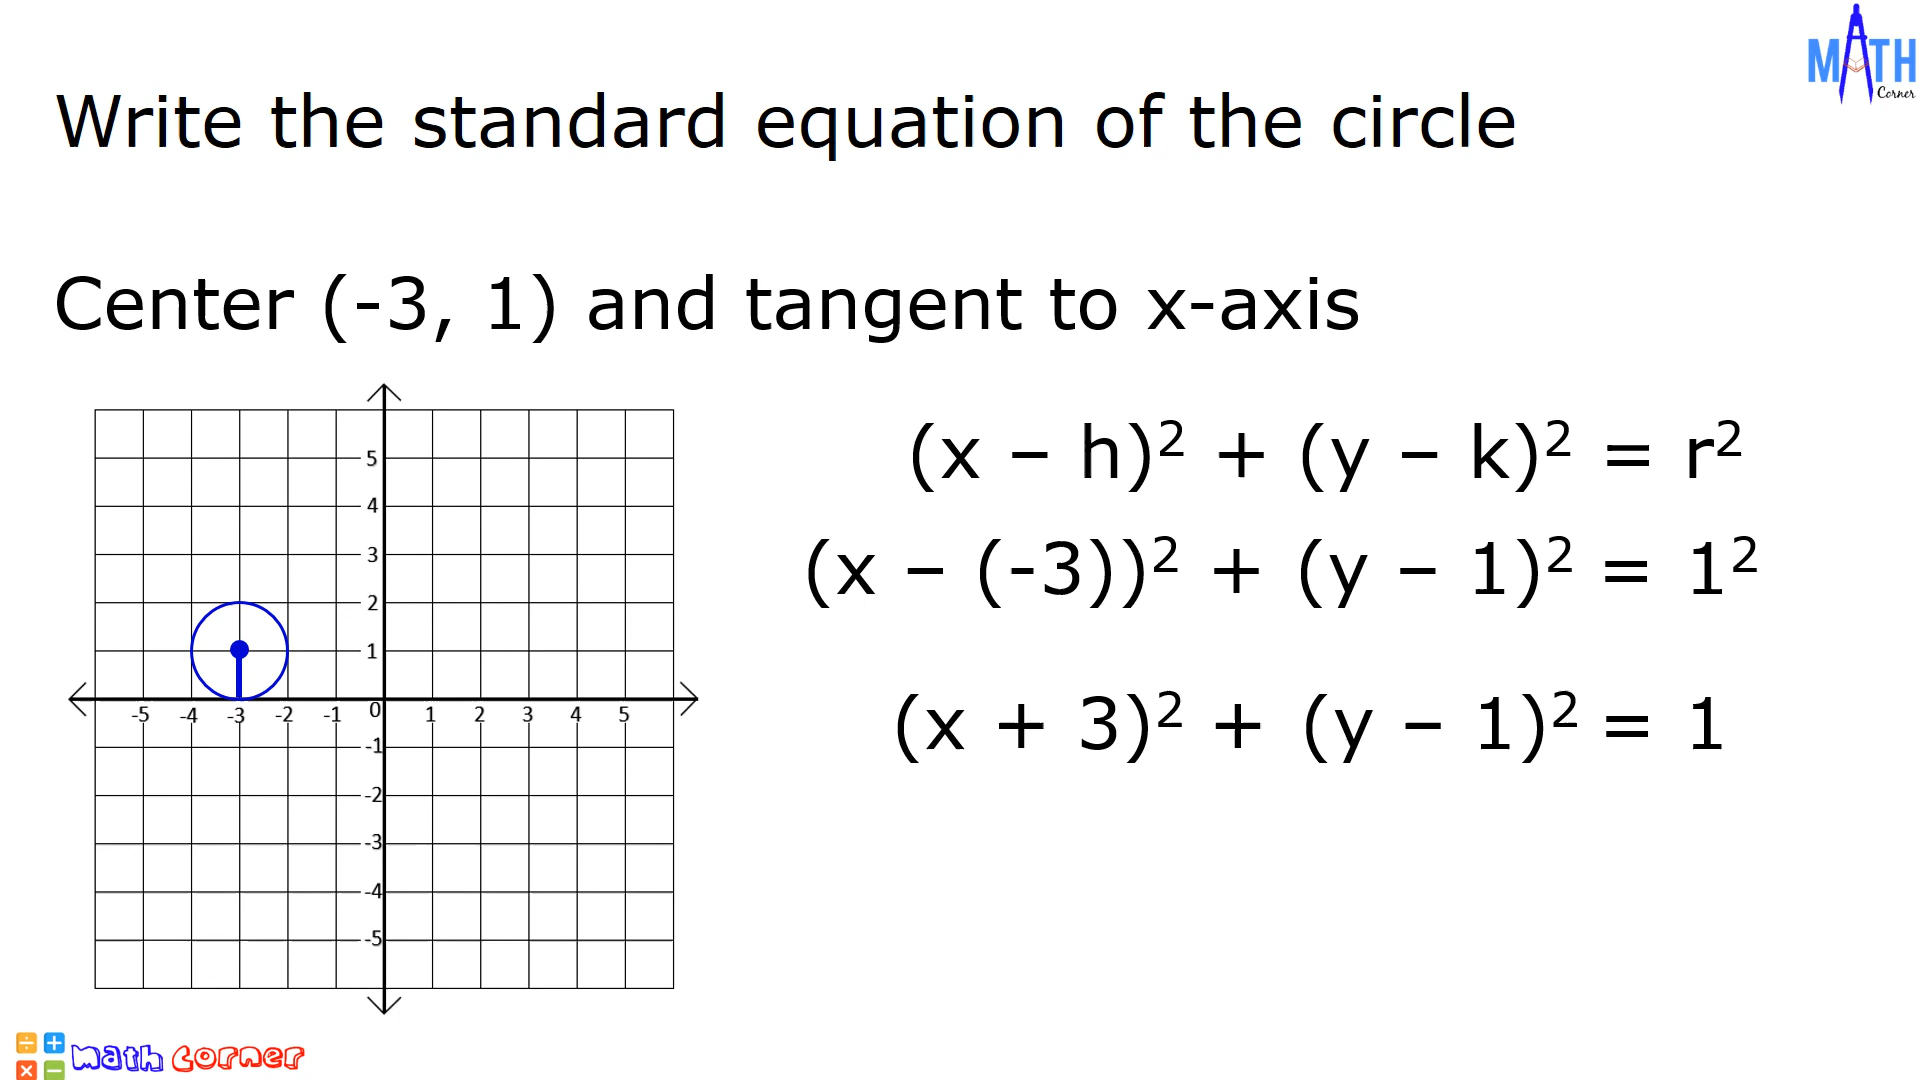 MATH
Corner
Write the standard equation of the circle
Center (-3, 1) and tangent to x-axis
(x – h)² + (y – k)² = r²
(x – (-3))² + (y – 1)² = 1²
(x + 3)² + (y – 1)² = 1
5
4
3
2
1
-5 -4 -3 -2 -1 0 1 2 3 4 5
-1
-2
-3
-4
-5
÷ +
× −
math corner